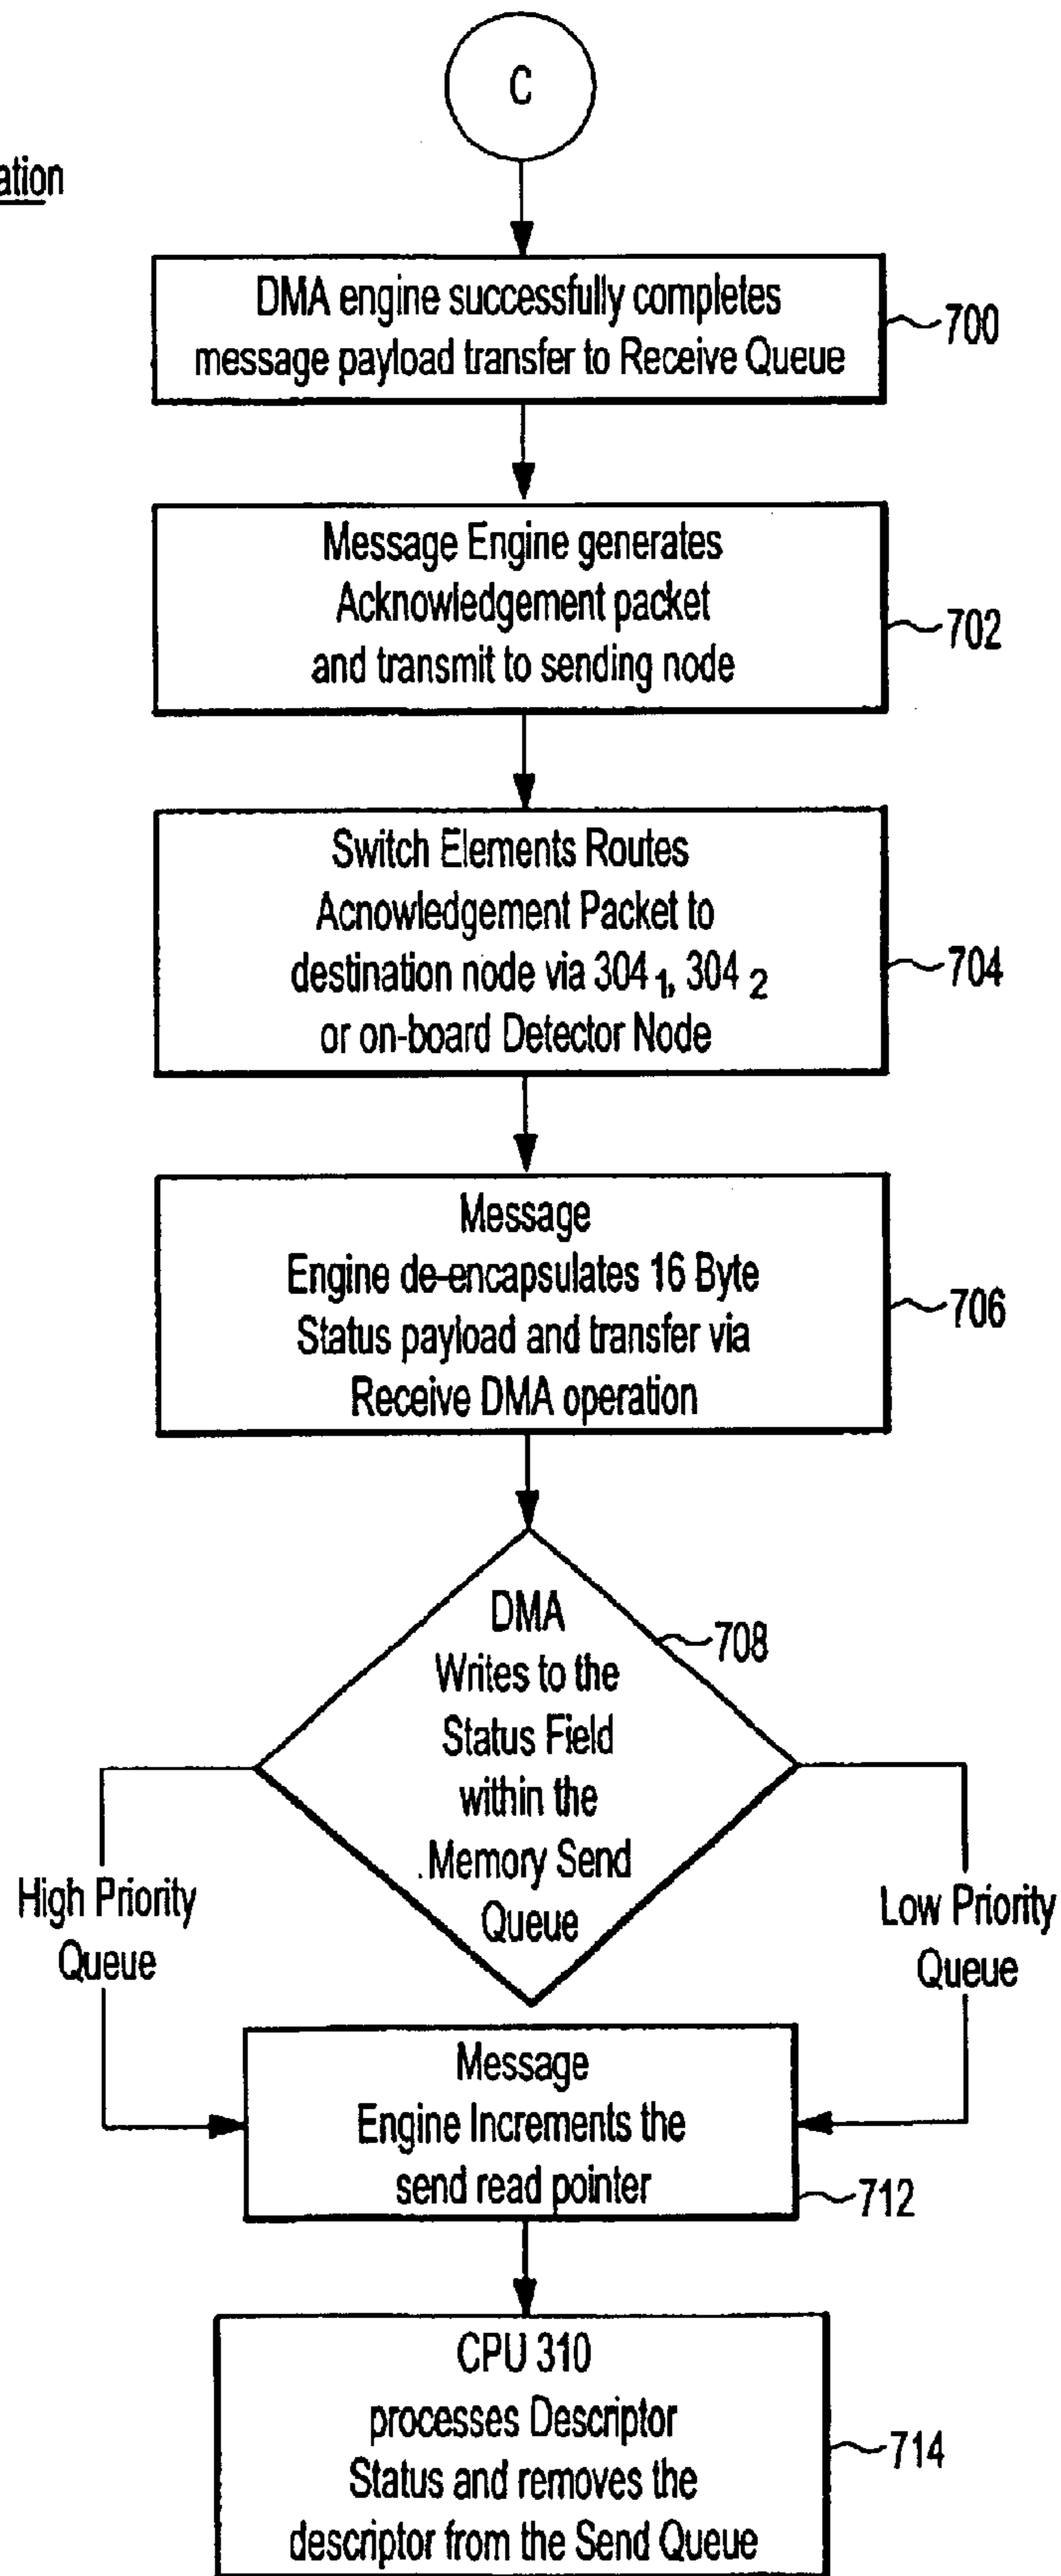 C
ation
DMA engine successfully completes
message payload transfer to Receive Queue
700
Message Engine generates
Acknowledgement packet
and transmit to sending node
702
Switch Elements Routes
Acnowledgement Packet to
destination node via 304 1, 304 2
or on-board Detector Node
704
Message
Engine de-encapsulates 16 Byte
Status payload and transfer via
Receive DMA operation
706
DMA
Writes to the
Status Field
within the
Memory Send
Queue
708
High Priority
Queue
Low Priority
Queue
Message
Engine Increments the
send read pointer
712
CPU 310
processes Descriptor
Status and removes the
descriptor from the Send Queue
714